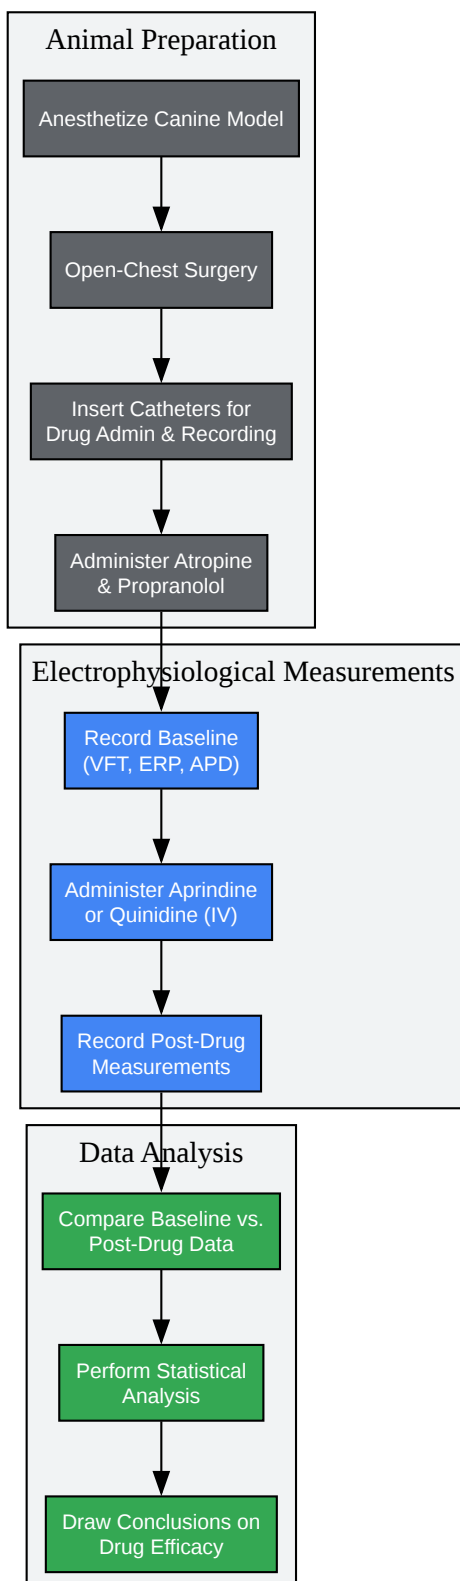 Animal Preparation
Anesthetize Canine Model
Open-Chest Surgery
Insert Catheters for
Drug Admin & Recording
Administer Atropine
& Propranolol
Electrophysiological Measurements
Record Baseline
(VFT, ERP, APD)
Administer Aprindine
or Quinidine (IV)
Record Post-Drug
Measurements
Data Analysis
Compare Baseline vs.
Post-Drug Data
Perform Statistical
Analysis
Draw Conclusions on
Drug Efficacy